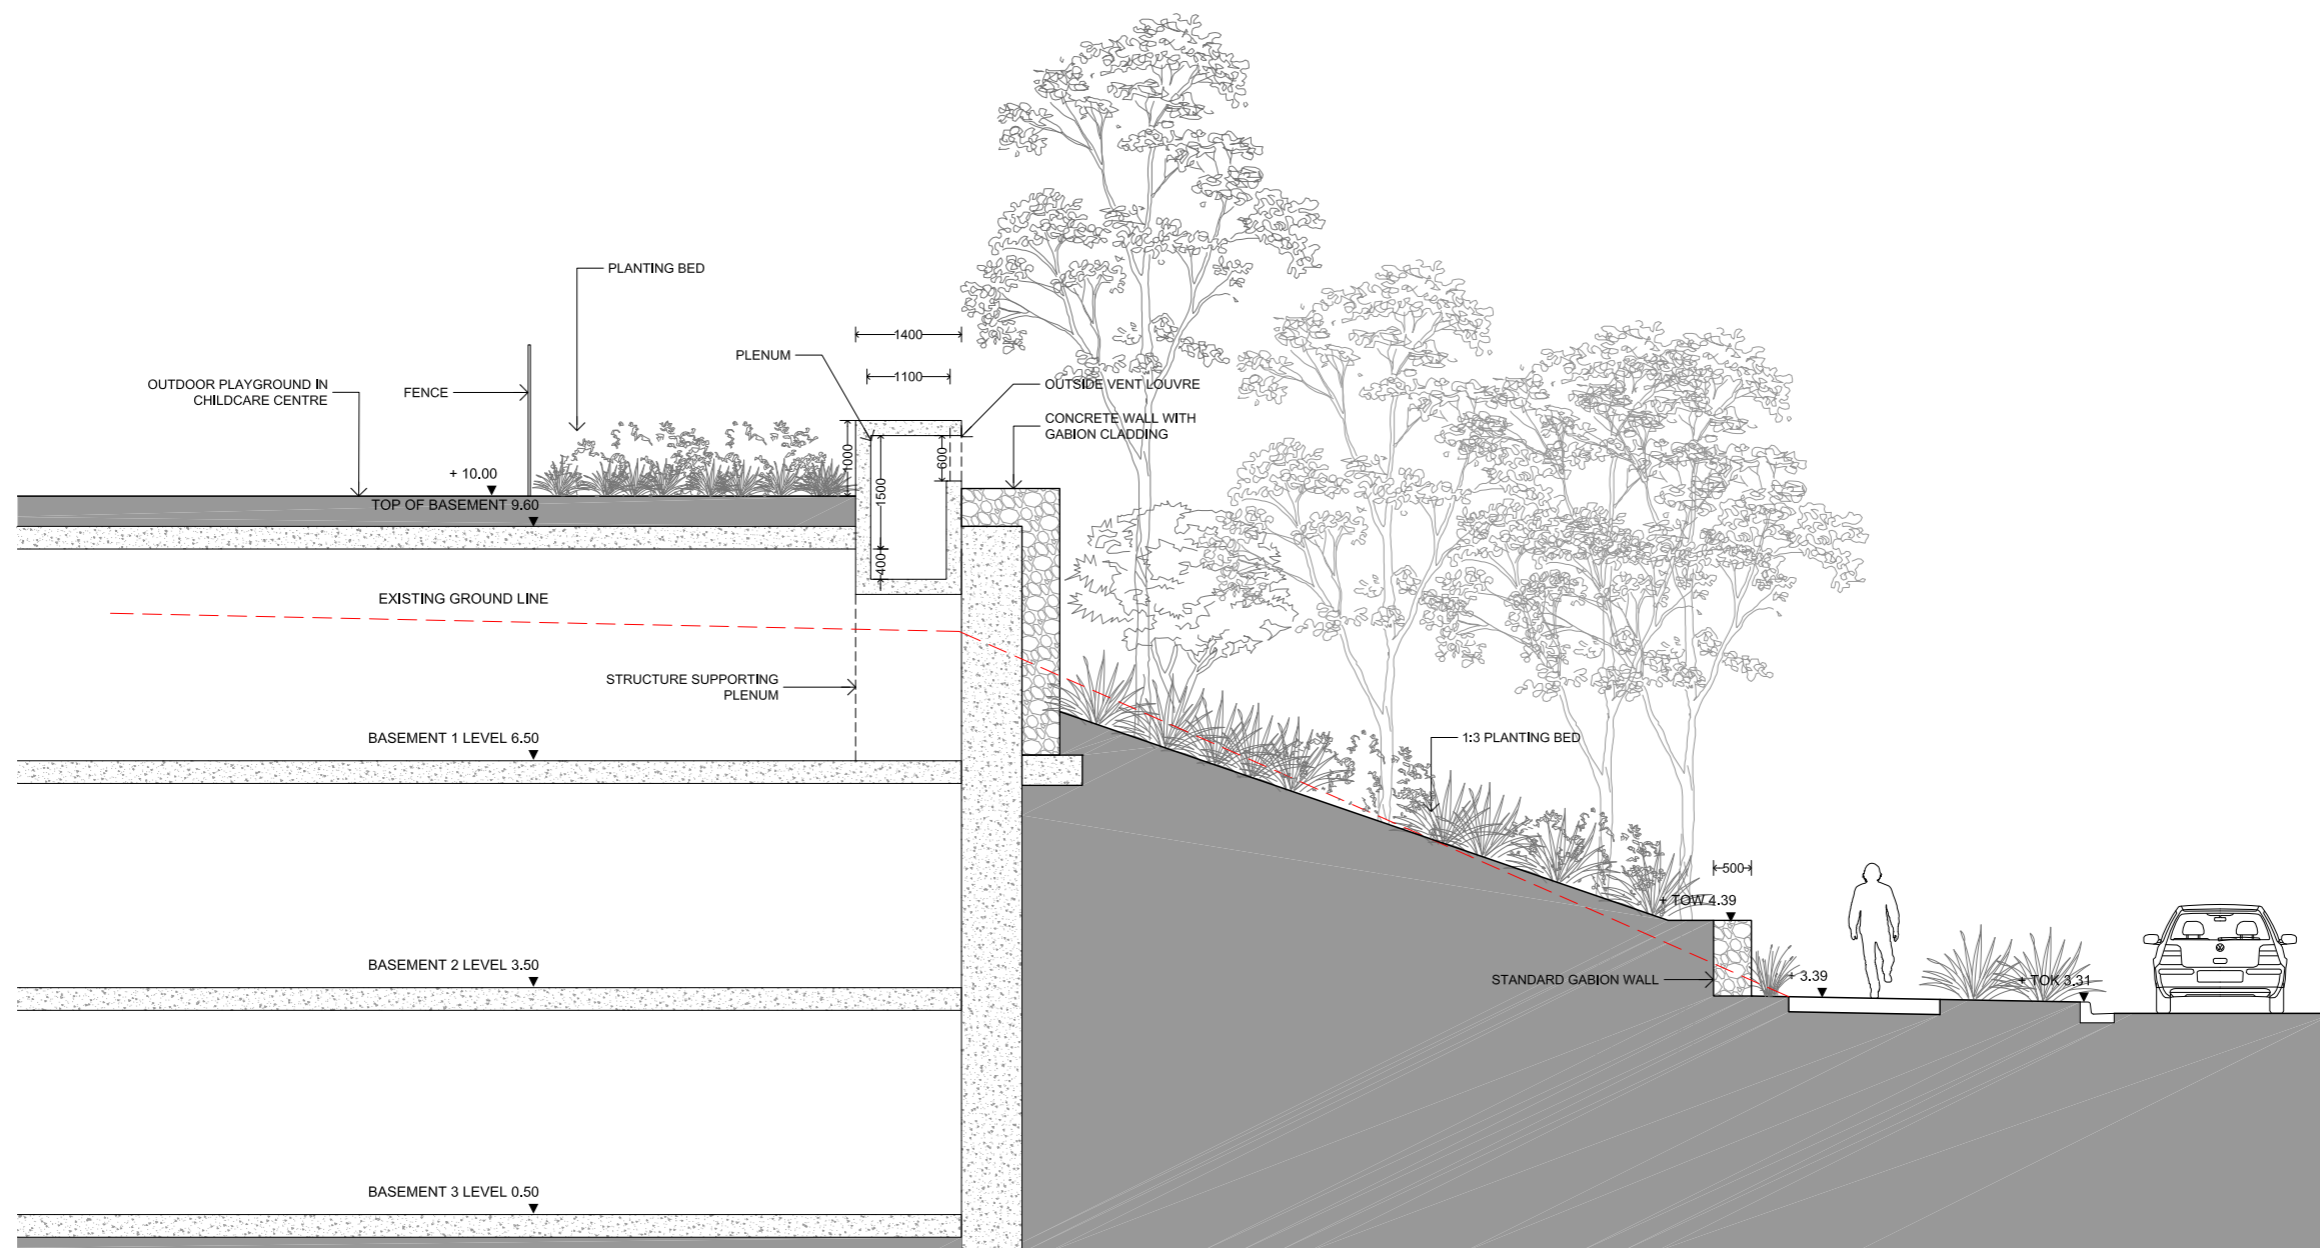 PLANTING BED
1400
PLENUM
1100
OUTDOOR PLAYGROUND IN
CHILDCARE CENTRE
FENCE
OUTSIDE VENT LOUVRE
CONCRETE WALL WITH
GABION CLADDING
+ 10.00
1000
1500
600
TOP OF BASEMENT 9.60
400
EXISTING GROUND LINE
STRUCTURE SUPPORTING
PLENUM
BASEMENT 1 LEVEL 6.50
1:3 PLANTING BED
500
+ TOW 4.39
BASEMENT 2 LEVEL 3.50
STANDARD GABION WALL
+ 3.39
+ TOK 3.31
BASEMENT 3 LEVEL 0.50